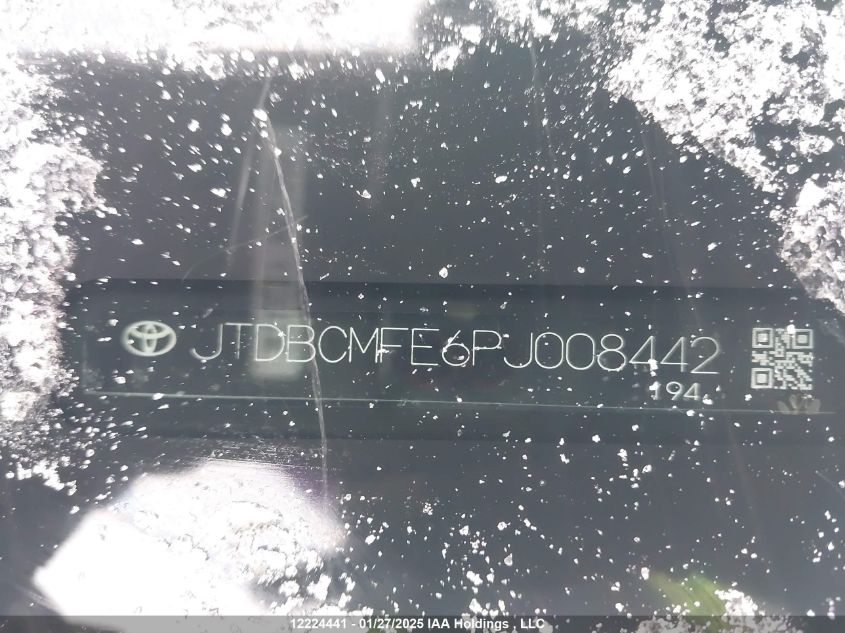 JTDBCMFE6PJ008442
194
12224441 - 01/27/2025 IAA Holdings , LLC